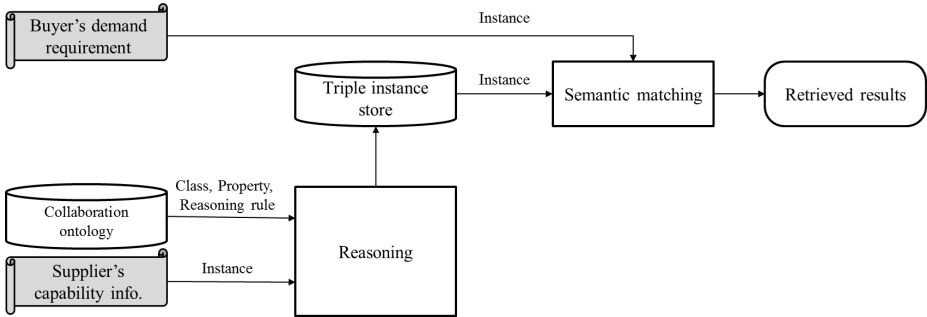 Instance
Buyer's demand
requirement
Triple instance
store
Instance
Semantic matching
Retrieved results
Class, Property,
Reasoning rule
Collaboration
ontology
Reasoning
Supplier's
capability info.
Instance